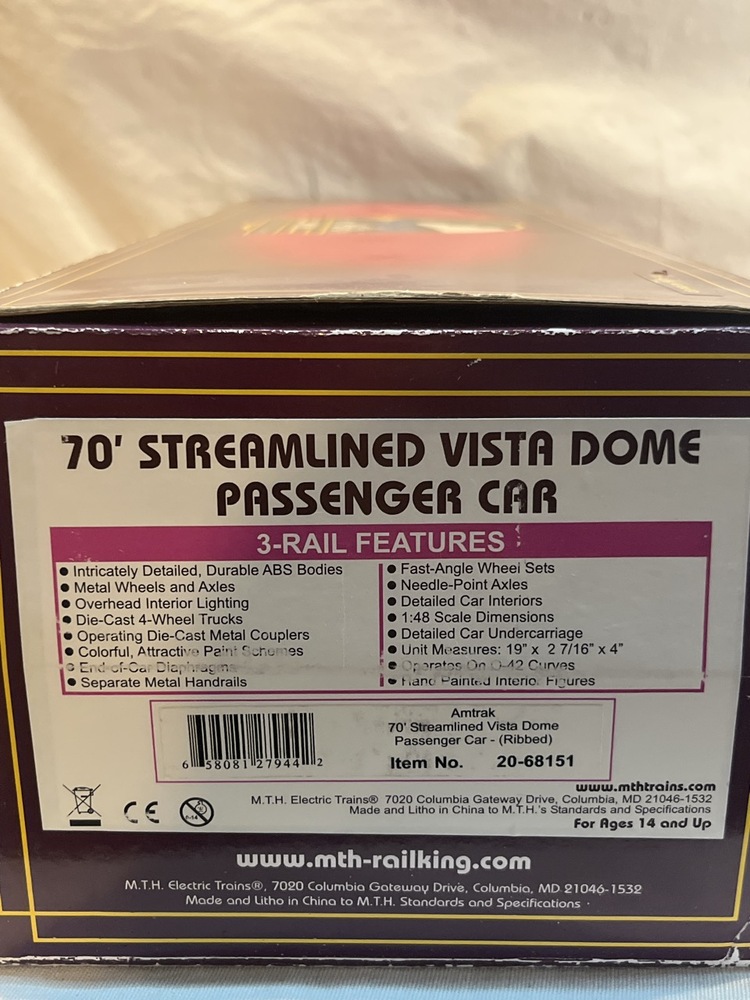 70' STREAMLINED VISTA DOME
PASSENGER CAR
3-RAIL FEATURES
● Intricately Detailed, Durable ABS Bodies
● Metal Wheels and Axles
● Overhead Interior Lighting
● Die-Cast 4-Wheel Trucks
● Operating Die-Cast Metal Couplers
● Colorful, Attractive Paint Schemes
● End-of-Car Diaphragms
● Separate Metal Handrails
● Fast-Angle Wheel Sets
● Needle-Point Axles
● Detailed Car Interiors
● 1:48 Scale Dimensions
● Detailed Car Undercarriage
● Unit Measures: 19" x 2 7/16" x 4"
● Operates On O-42 Curves
● Hand Painted Interior Figures
6 58081 27944 2
Amtrak
70' Streamlined Vista Dome
Passenger Car - (Ribbed)
Item No. 20-68151
CE
www.mthtrains.com
M.T.H. Electric Trains® 7020 Columbia Gateway Drive, Columbia, MD 21046-1532
Made and Litho in China to M.T.H.'s Standards and Specifications
For Ages 14 and Up
www.mth-railking.com
M.T.H. Electric Trains®, 7020 Columbia Gateway Drive, Columbia, MD 21046-1532
Made and Litho in China to M.T.H. Standards and Specifications